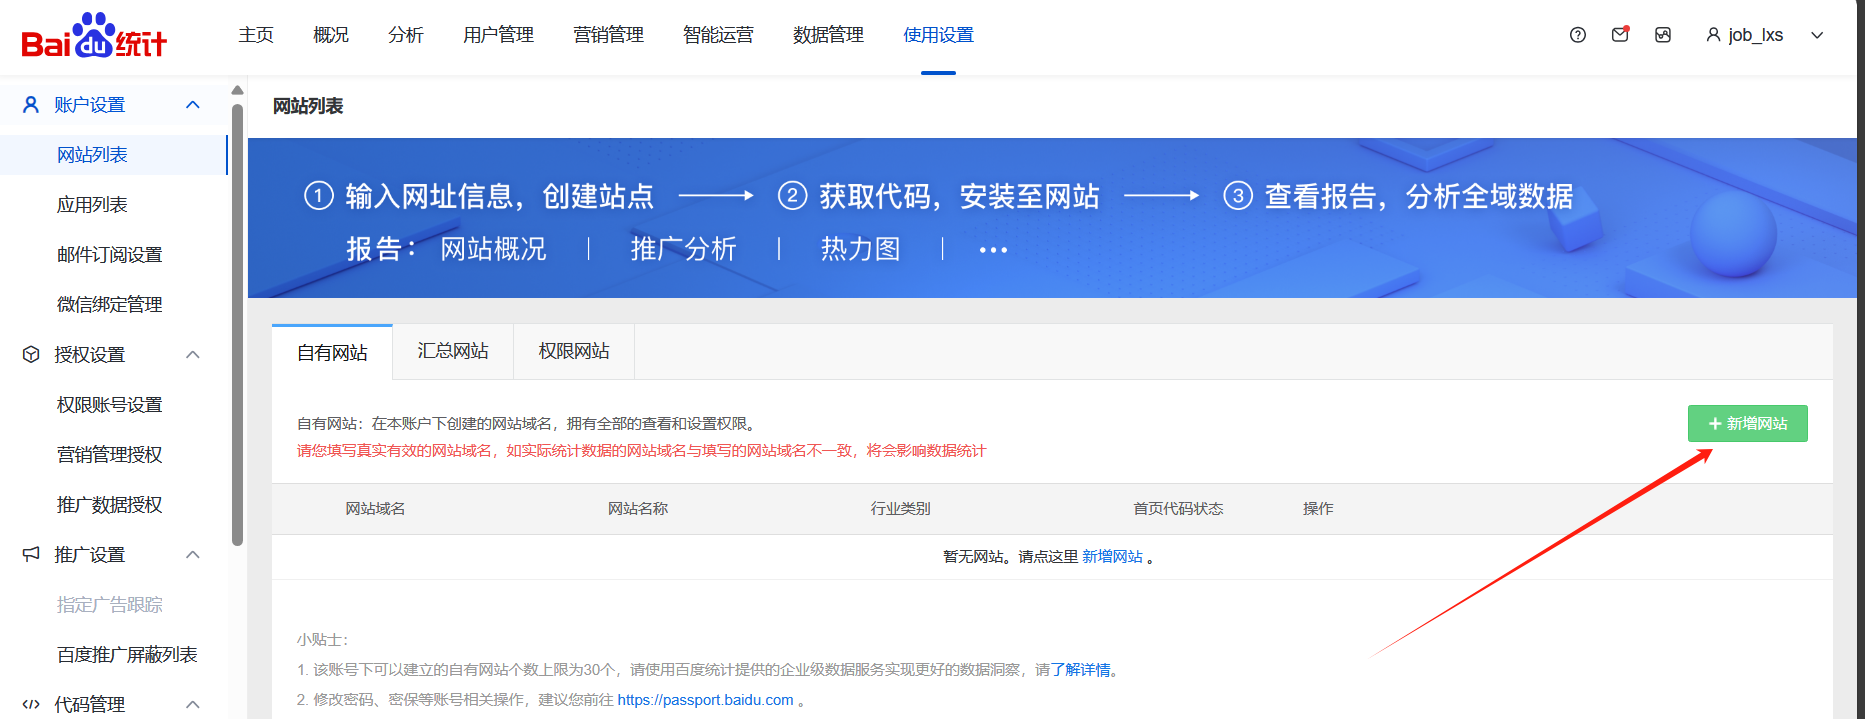 Bai du 统计
主页 概况 分析 用户管理 营销管理 智能运营 数据管理 使用设置
job_lxs
账户设置
网站列表
应用列表
邮件订阅设置
微信绑定管理
授权设置
权限账号设置
营销管理授权
推广数据授权
推广设置
指定广告跟踪
百度推广屏蔽列表
代码管理
网站列表
① 输入网址信息，创建站点 ② 获取代码，安装至网站 ③ 查看报告，分析全域数据
报告： 网站概况 | 推广分析 | 热力图 | •••
自有网站 汇总网站 权限网站
自有网站：在本账户下创建的网站域名，拥有全部的查看和设置权限。
请您填写真实有效的网站域名，如实际统计数据的网站域名与填写的网站域名不一致，将会影响数据统计
+ 新增网站
网站域名 网站名称 行业类别 首页代码状态 操作
暂无网站。请点这里 新增网站 。
小贴士：
1. 该账号下可以建立的自有网站个数上限为30个，请使用百度统计提供的企业级数据服务实现更好的数据洞察，请了解详情。
2. 修改密码、密保等账号相关操作，建议您前往 https://passport.baidu.com 。